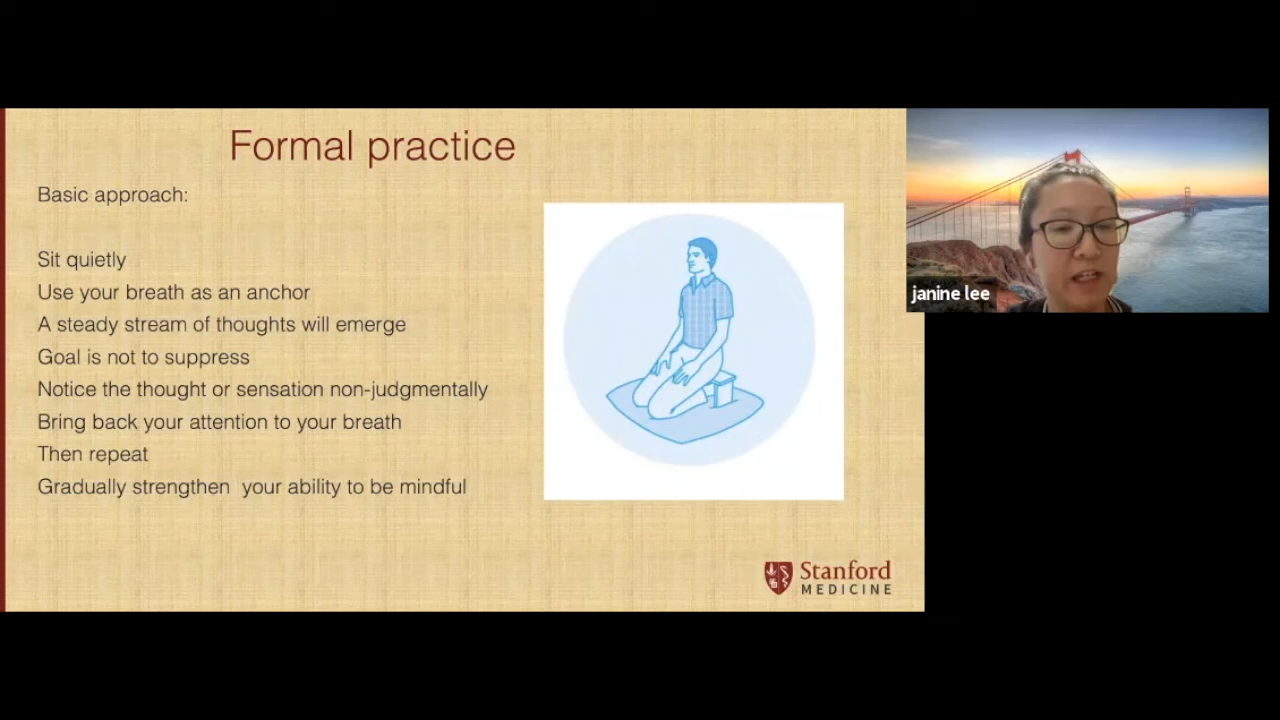 Formal practice
Basic approach:
Sit quietly
Use your breath as an anchor
A steady stream of thoughts will emerge
Goal is not to suppress
Notice the thought or sensation non-judgmentally
Bring back your attention to your breath
Then repeat
Gradually strengthen  your ability to be mindful
Stanford
MEDICINE
janine lee